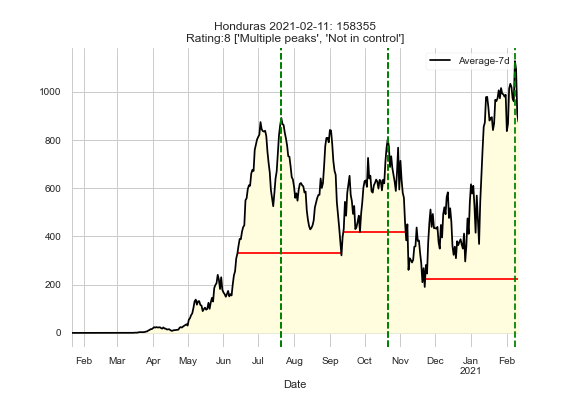 Honduras 2021-02-11: 158355
Rating:8 ['Multiple peaks', 'Not in control']
Average-7d
1000
800
600
400
200
0
Feb Mar Apr May Jun Jul Aug Sep Oct Nov Dec Jan Feb
2021
Date